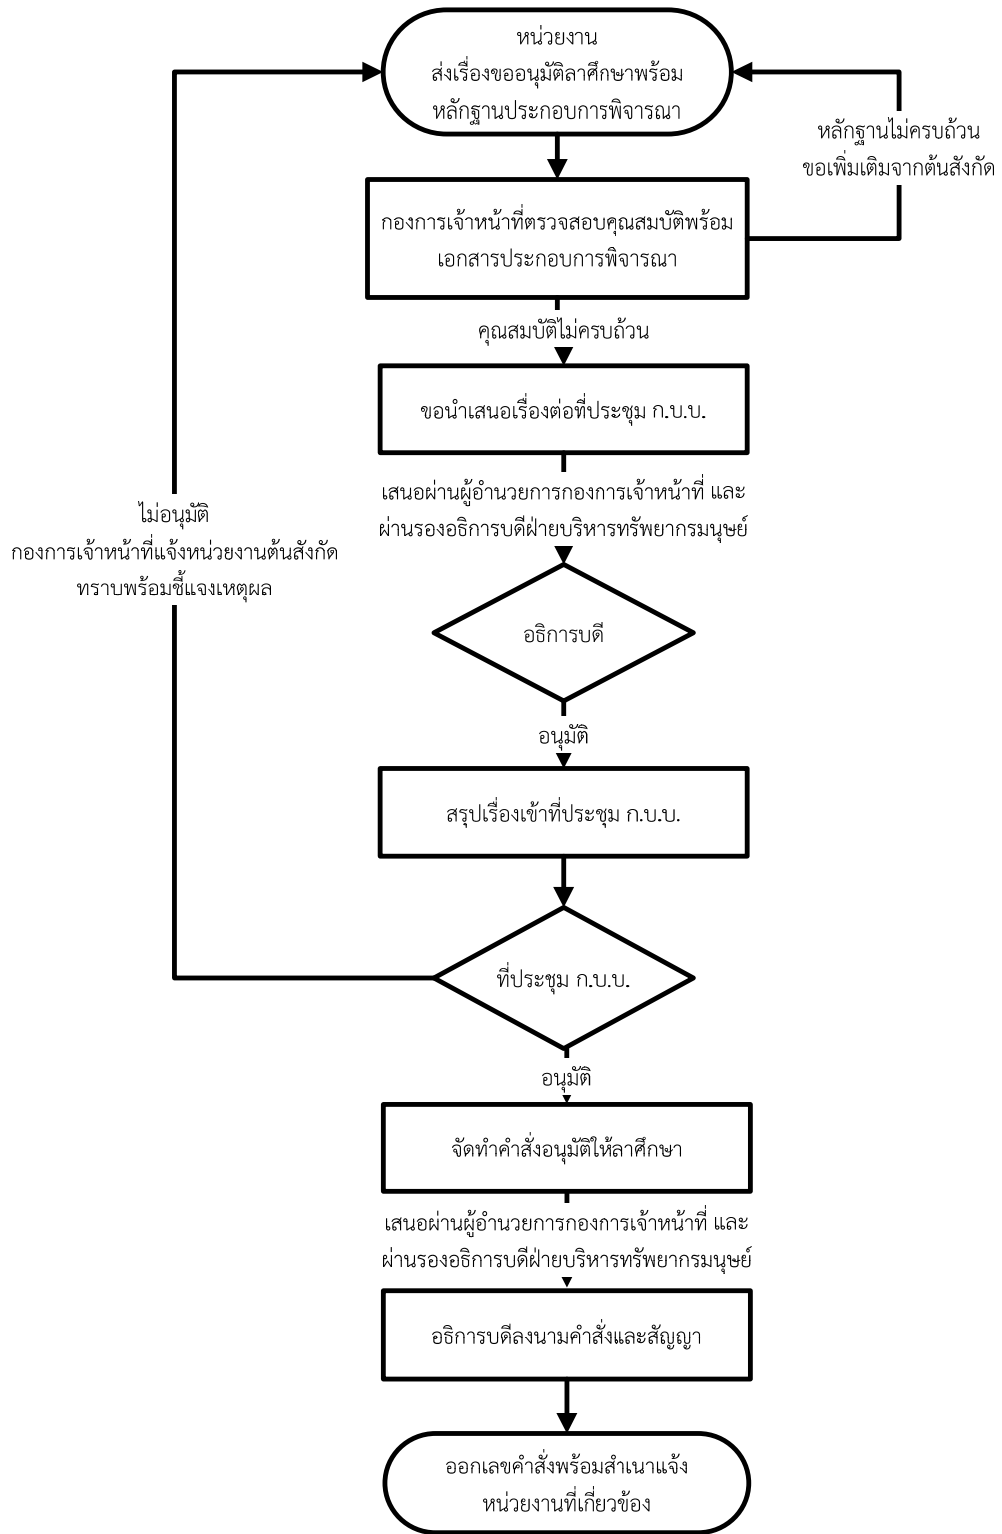 หน่วยงาน
ส่งเรื่องขออนุมัติลาศึกษาพร้อม
หลักฐานประกอบการพิจารณา
หลักฐานไม่ครบถ้วน
ขอเพิ่มเติมจากต้นสังกัด
กองการเจ้าหน้าที่ตรวจสอบคุณสมบัติพร้อม
เอกสารประกอบการพิจารณา
คุณสมบัติไม่ครบถ้วน
ขอนำเสนอเรื่องต่อที่ประชุม ก.บ.บ.
เสนอผ่านผู้อำนวยการกองการเจ้าหน้าที่ และ
ผ่านรองอธิการบดีฝ่ายบริหารทรัพยากรมนุษย์
ไม่อนุมัติ
กองการเจ้าหน้าที่แจ้งหน่วยงานต้นสังกัด
ทราบพร้อมชี้แจงเหตุผล
อธิการบดี
อนุมัติ
สรุปเรื่องเข้าที่ประชุม ก.บ.บ.
ที่ประชุม ก.บ.บ.
อนุมัติ
จัดทำคำสั่งอนุมัติให้ลาศึกษา
เสนอผ่านผู้อำนวยการกองการเจ้าหน้าที่ และ
ผ่านรองอธิการบดีฝ่ายบริหารทรัพยากรมนุษย์
อธิการบดีลงนามคำสั่งและสัญญา
ออกเลขคำสั่งพร้อมสำเนาแจ้ง
หน่วยงานที่เกี่ยวข้อง